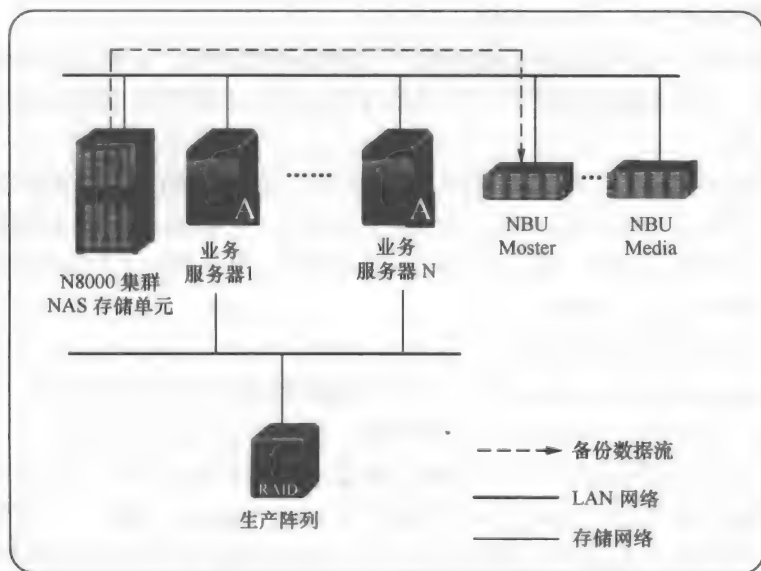 A
A
......
...
N8000 集群
NAS 存储单元
业务
服务器1
业务
服务器 N
NBU
Moster
NBU
Media
RAID
生产阵列
备份数据流
LAN 网络
存储网络